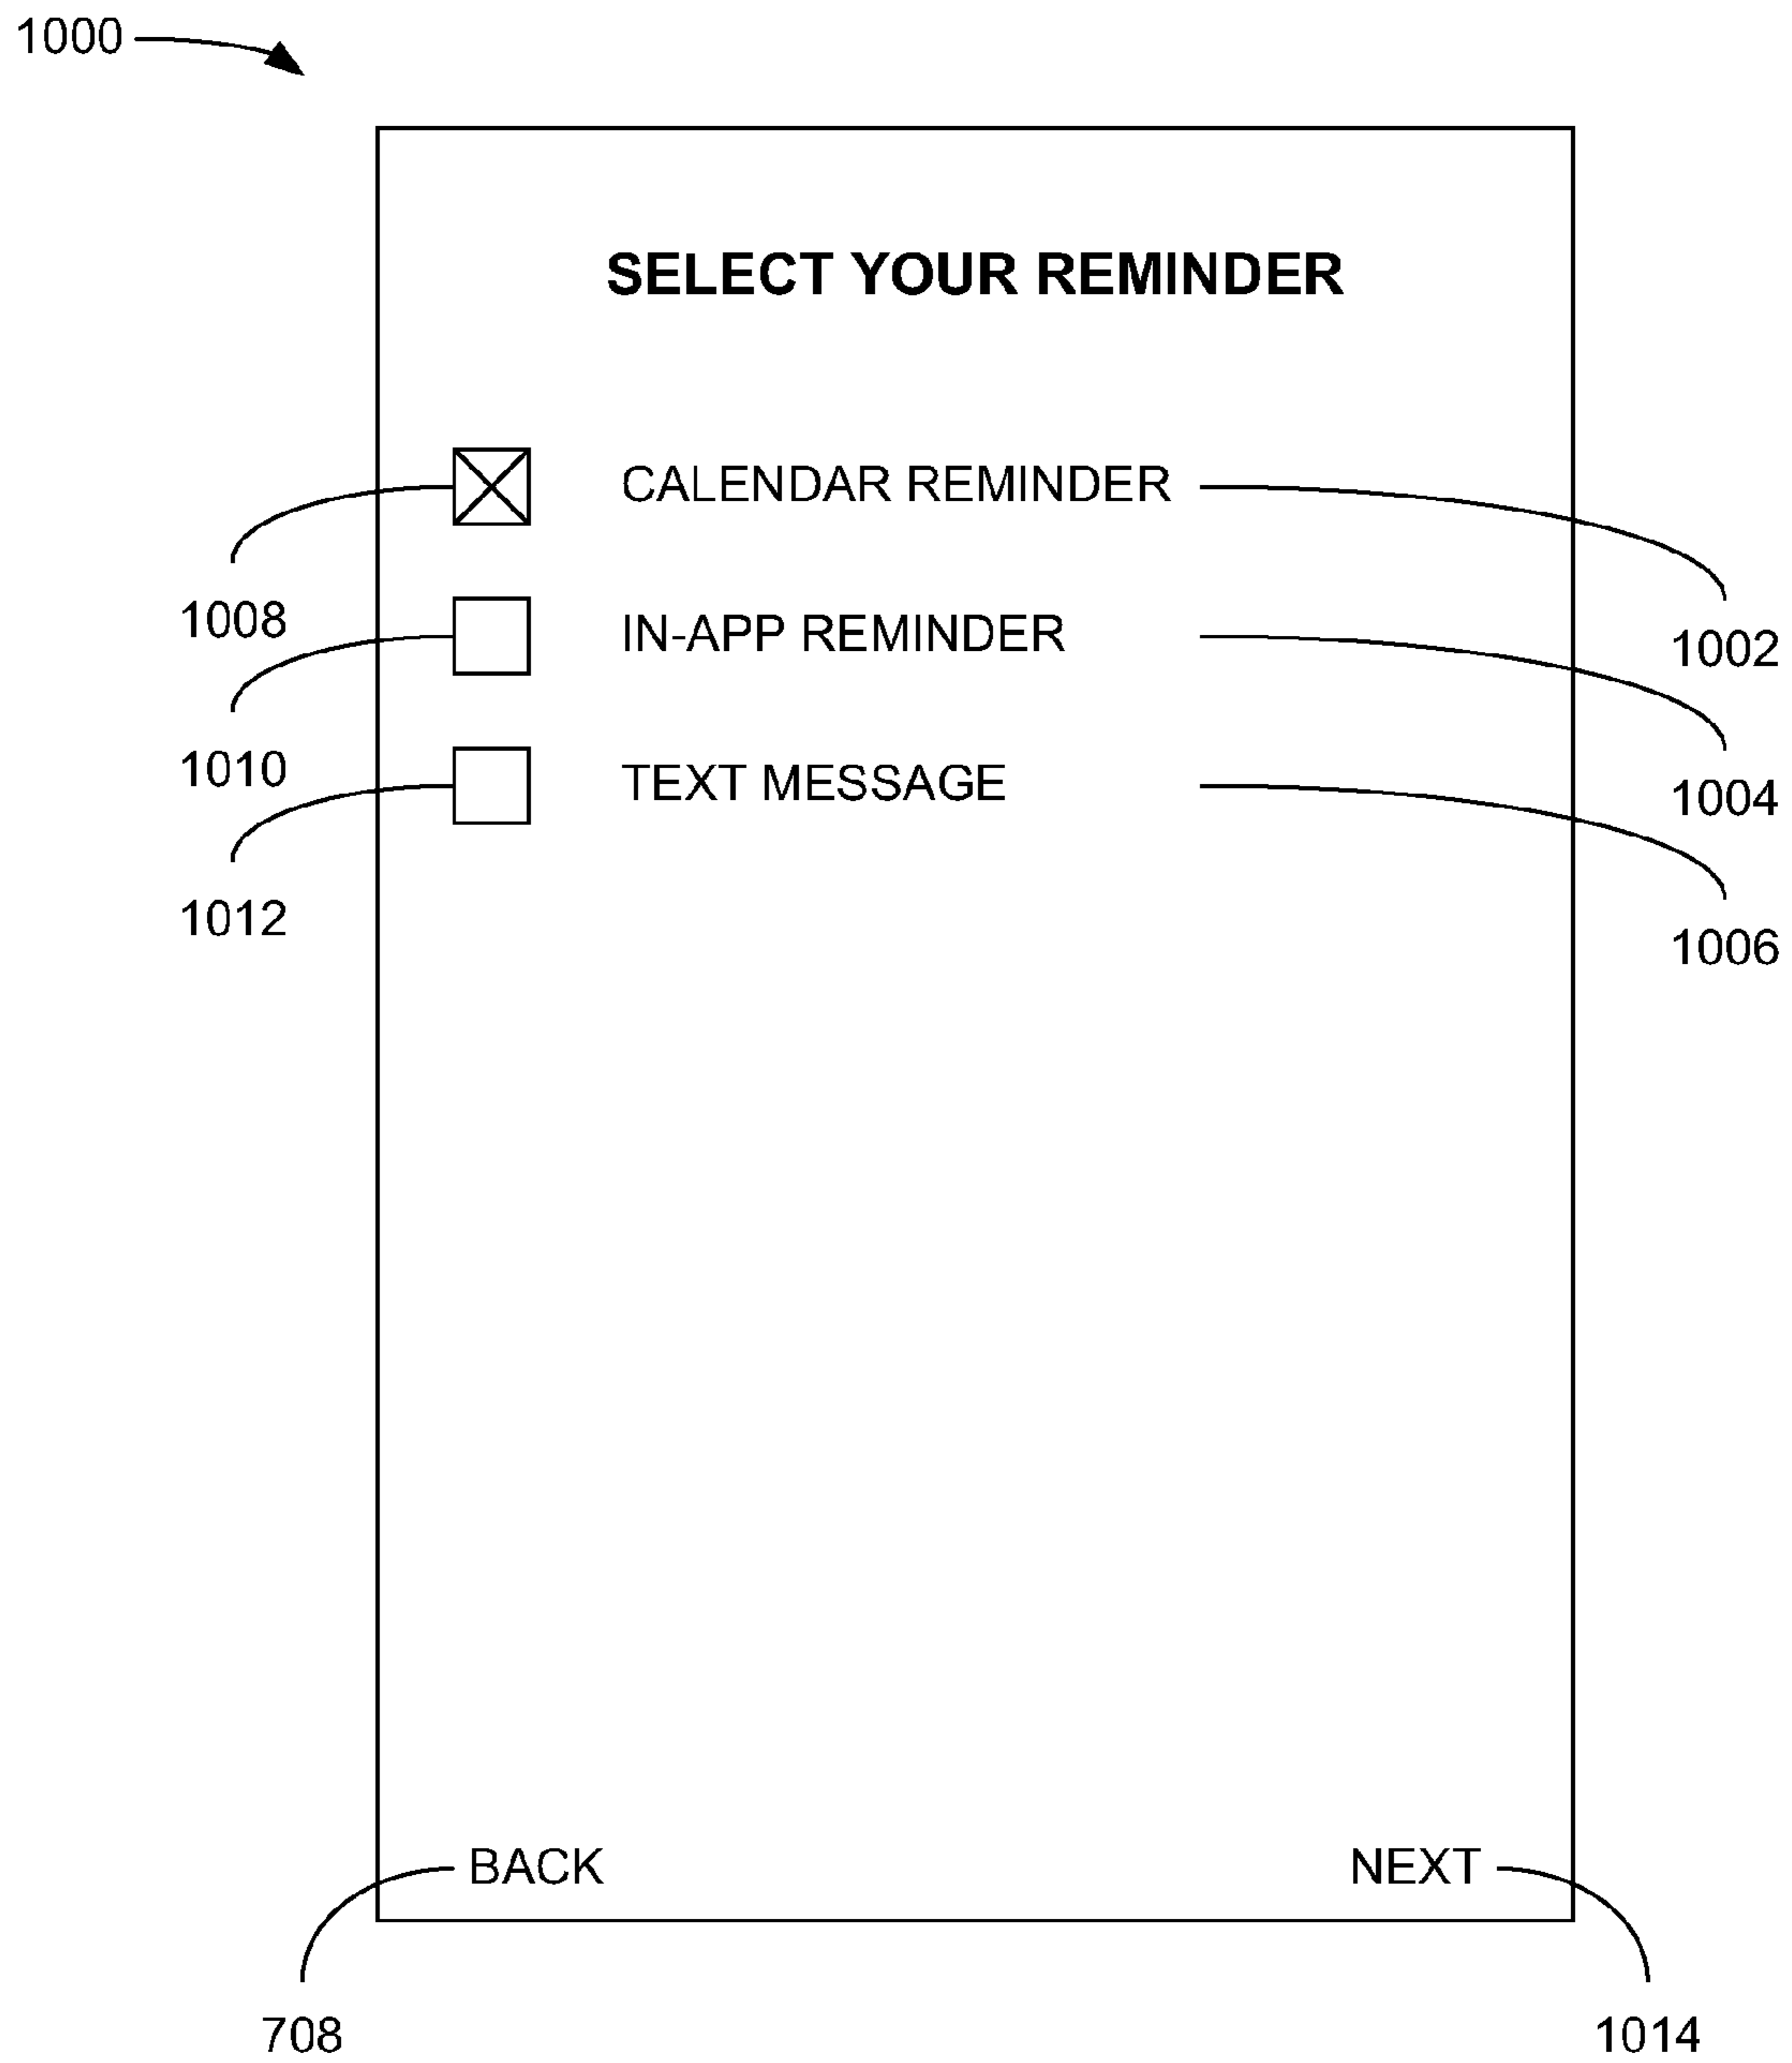 1000
SELECT YOUR REMINDER
CALENDAR REMINDER
1008
1002
IN-APP REMINDER
1010
1004
TEXT MESSAGE
1012
1006
BACK
NEXT
708
1014